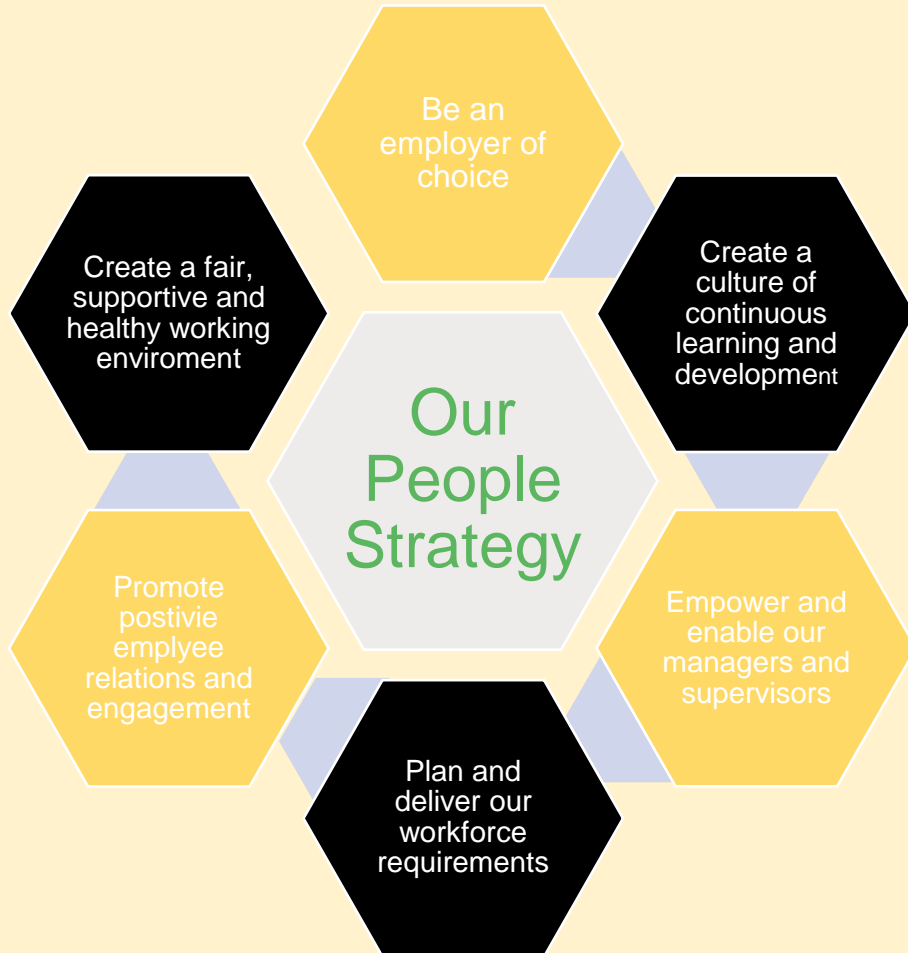 Be an
employer of
choice
Create a
culture of
continuous
learning and
development
Empower and
enable our
managers and
supervisors
Plan and
deliver our
workforce
requirements
Promote
postivie
emplyee
relations and
engagement
Create a fair,
supportive and
healthy working
enviroment
Our
People
Strategy